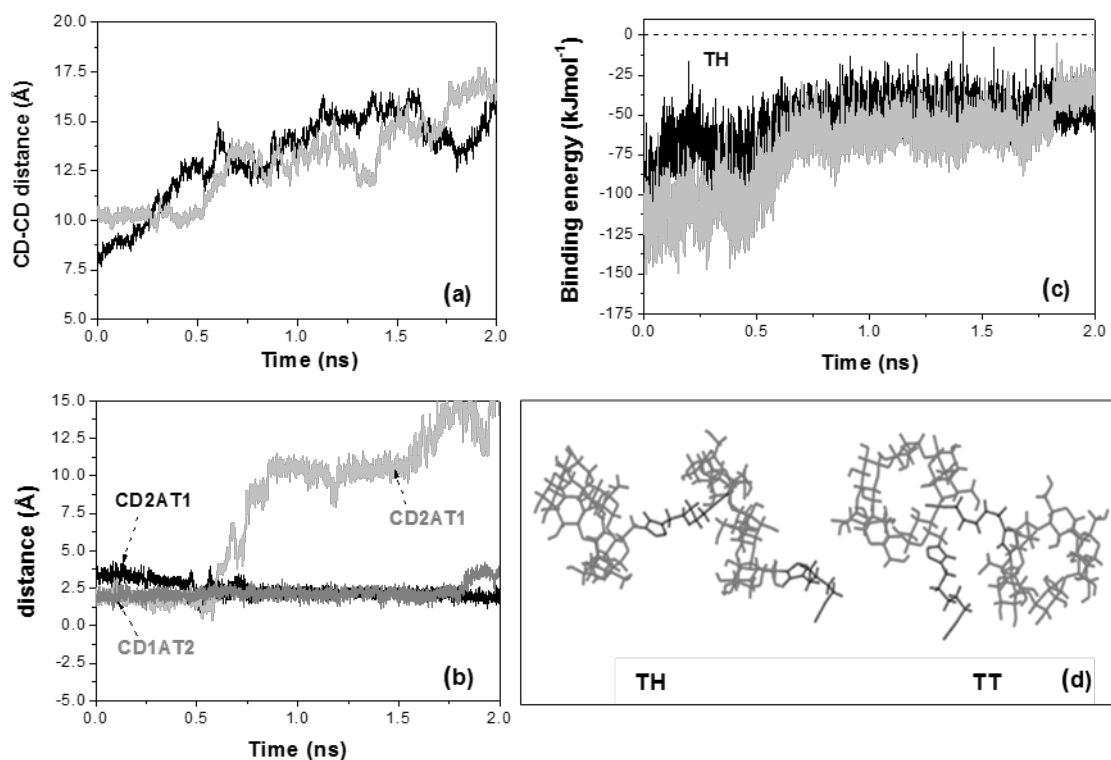 20.0
17.5
15.0
12.5
10.0
7.5
5.0
CD-CD distance (Å)
(a)
0.0 0.5 1.0 1.5 2.0
Time (ns)
0
-25
-50
-75
-100
-125
-150
-175
Binding energy (kJmol⁻¹)
TH
(c)
0.0 0.5 1.0 1.5 2.0
Time (ns)
15.0
12.5
10.0
7.5
5.0
2.5
0.0
-2.5
-5.0
distance (Å)
CD2AT1
CD2AT1
CD1AT2
(b)
0.0 0.5 1.0 1.5 2.0
Time (ns)
TH TT (d)